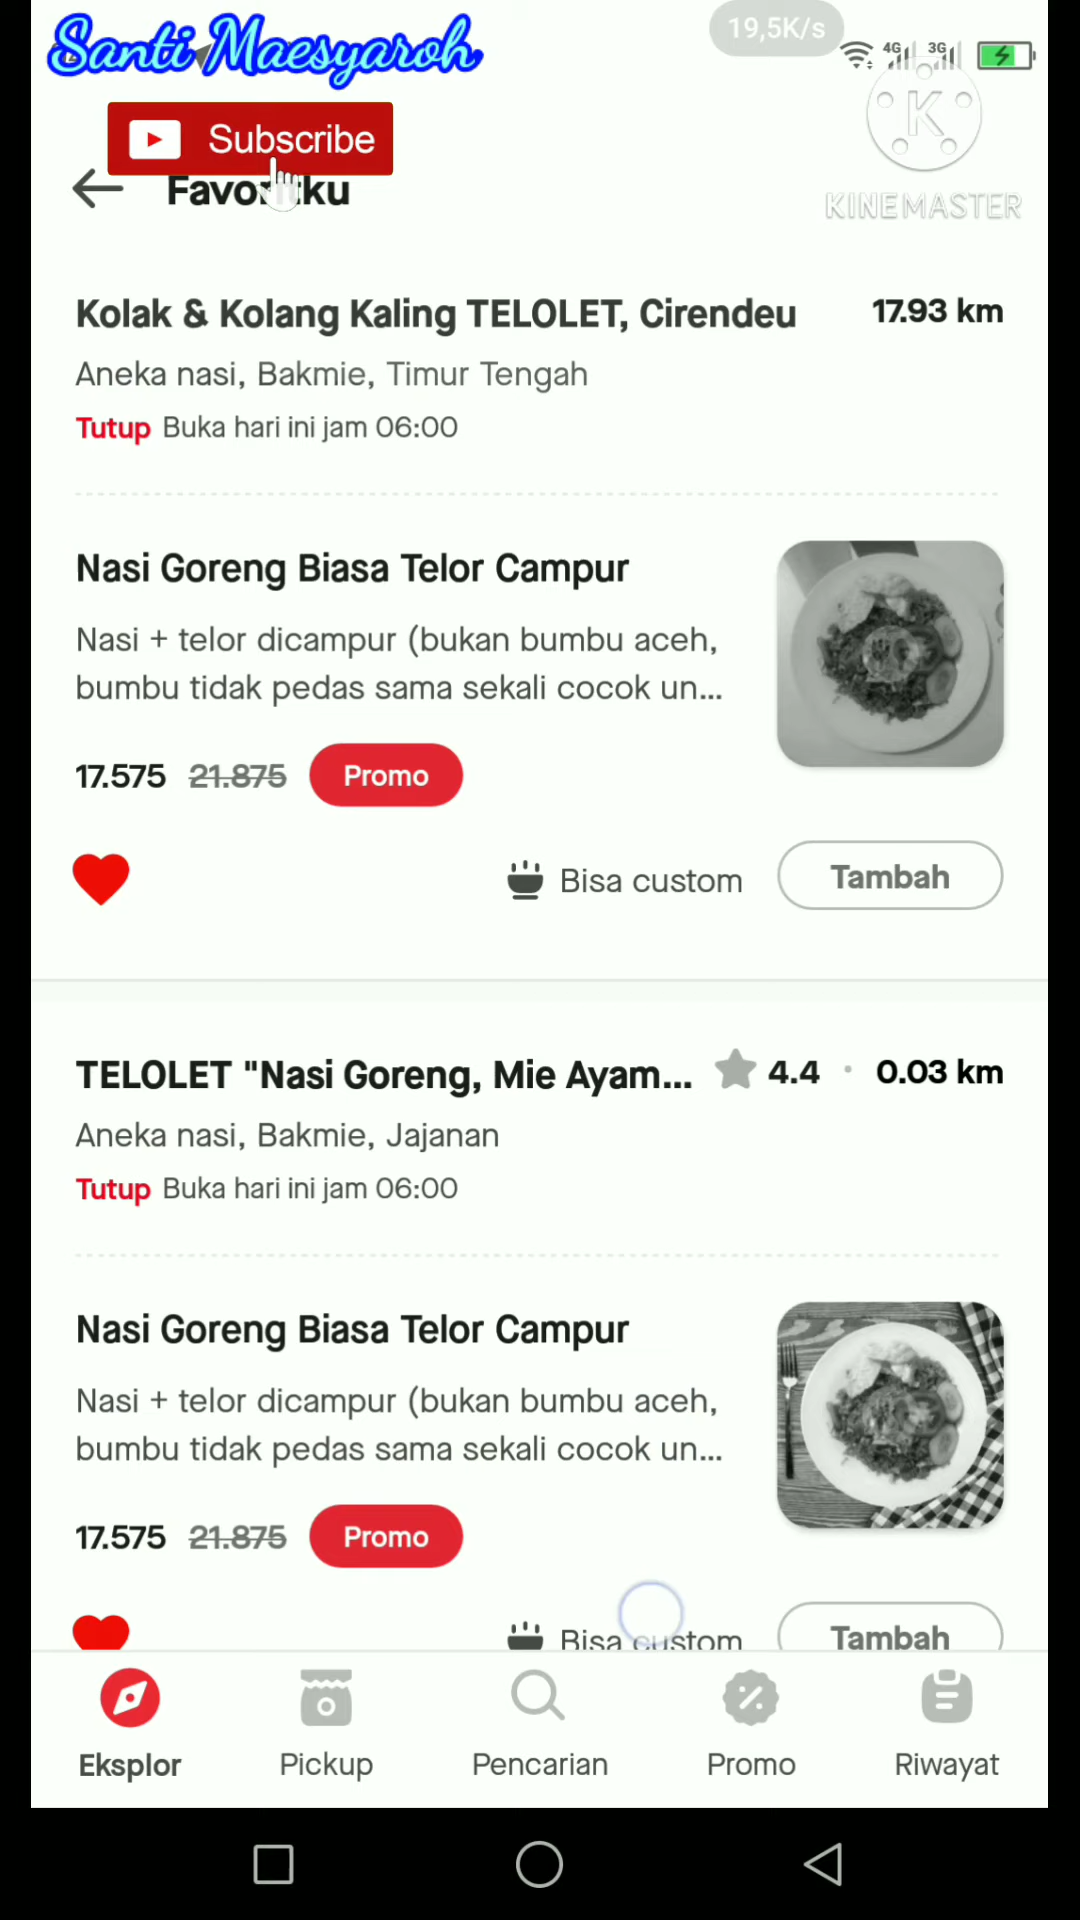 Santi Maesyaroh
19,5K/s
4G
3G
Subscribe
K
KINEMASTER
Kolak & Kolang Kaling TELOLET, Cirendeu
17.93 km
Aneka nasi, Bakmie, Timur Tengah
Tutup Buka hari ini jam 06:00
Nasi Goreng Biasa Telor Campur
Nasi + telor dicampur (bukan bumbu aceh,
bumbu tidak pedas sama sekali cocok un...
17.575 21.875 Promo
Bisa custom
Tambah
TELOLET "Nasi Goreng, Mie Ayam...
4.4 • 0.03 km
Aneka nasi, Bakmie, Jajanan
Tutup Buka hari ini jam 06:00
Nasi Goreng Biasa Telor Campur
Nasi + telor dicampur (bukan bumbu aceh,
bumbu tidak pedas sama sekali cocok un...
17.575 21.875 Promo
Bisa custom
Tambah
Eksplor
Pickup
Pencarian
Promo
Riwayat